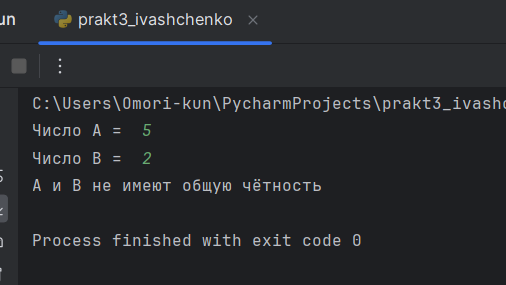 un prakt3_ivashchenko
C:\Users\Omori-kun\PycharmProjects\prakt3_ivashc
Число A = 5
Число B = 2
A и B не имеют общую чётность
Process finished with exit code 0